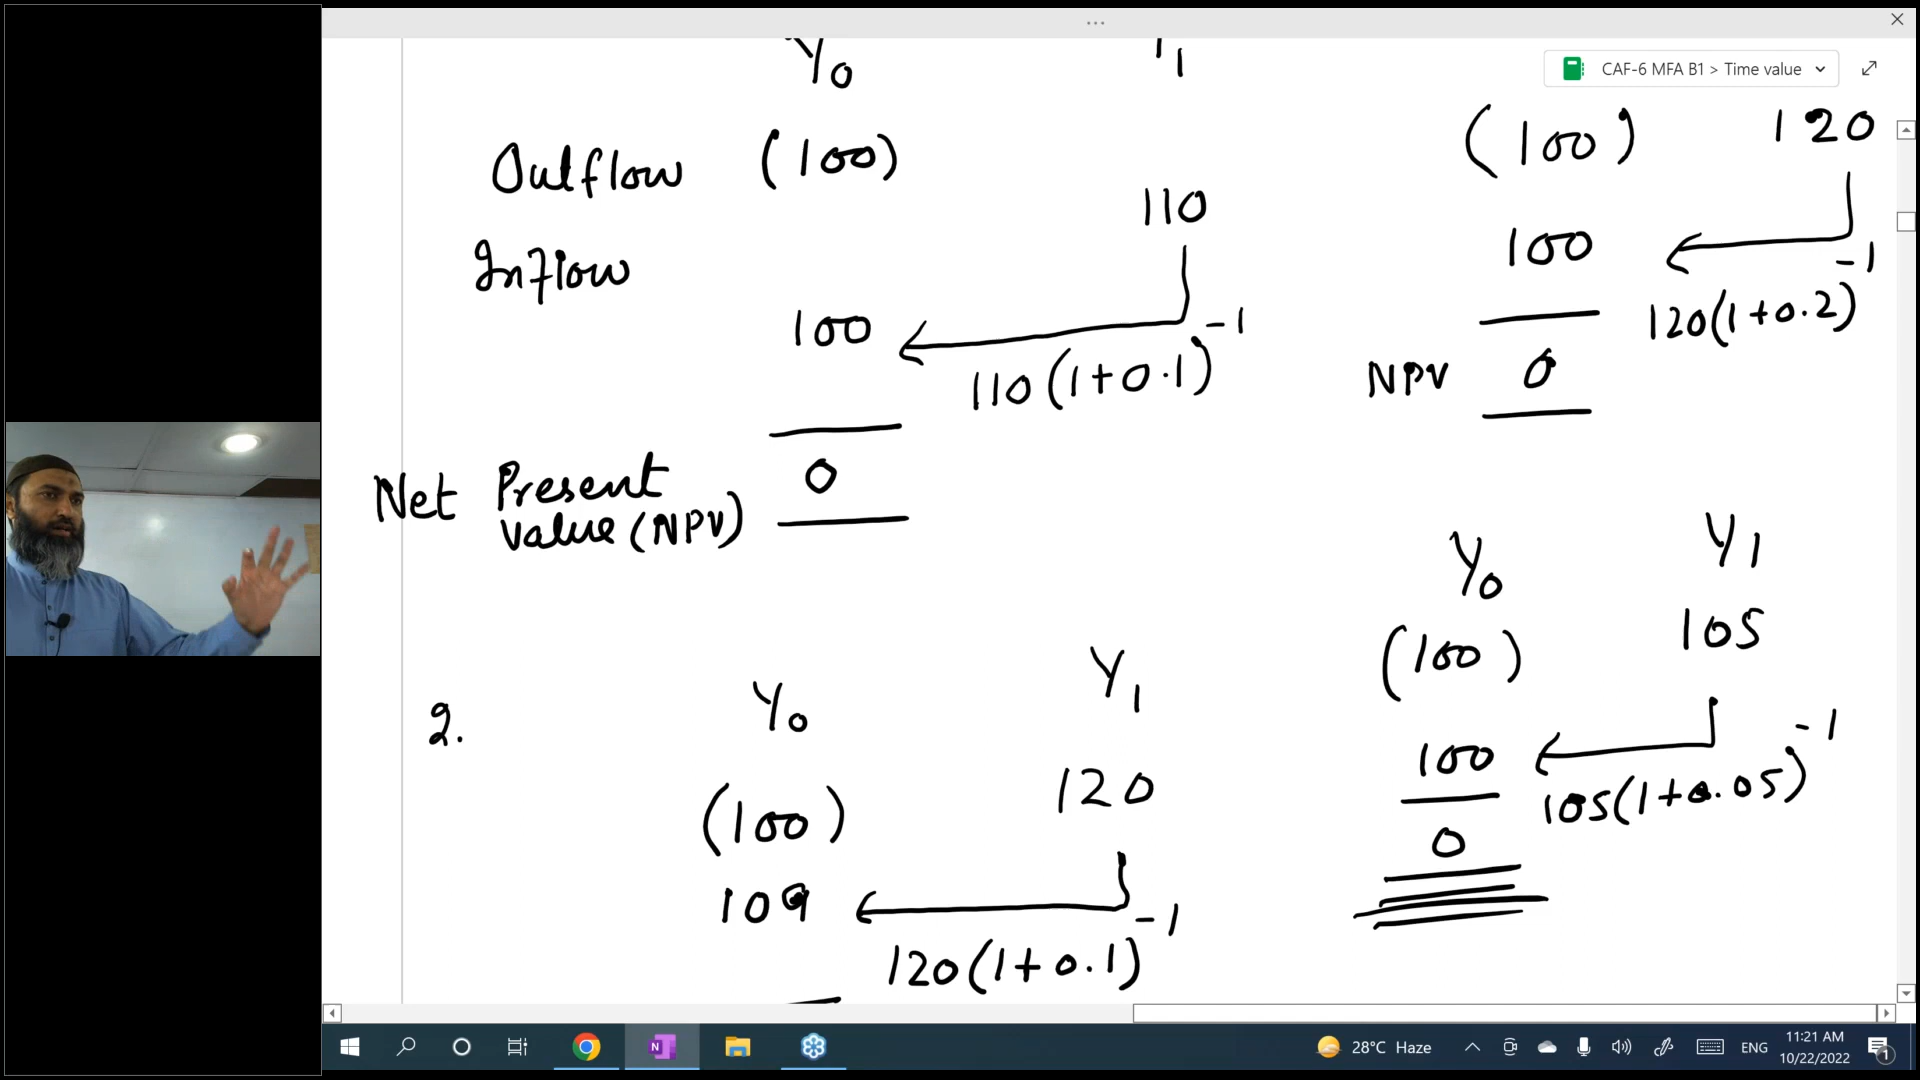 CAF-6 MFA B1 > Time value
Y0 Y1
Outflow (100)
Inflow 110
100
110(1+0.1)-1
Net Present Value (NPV) 0
(100) 120
100
120(1+0.2)-1
NPV 0
Y0 Y1
(100) 105
100
105(1+0.05)-1
0
2. Y0 Y1
(100) 120
109
120(1+0.1)-1
28°C Haze
ENG
11:21 AM
10/22/2022
1